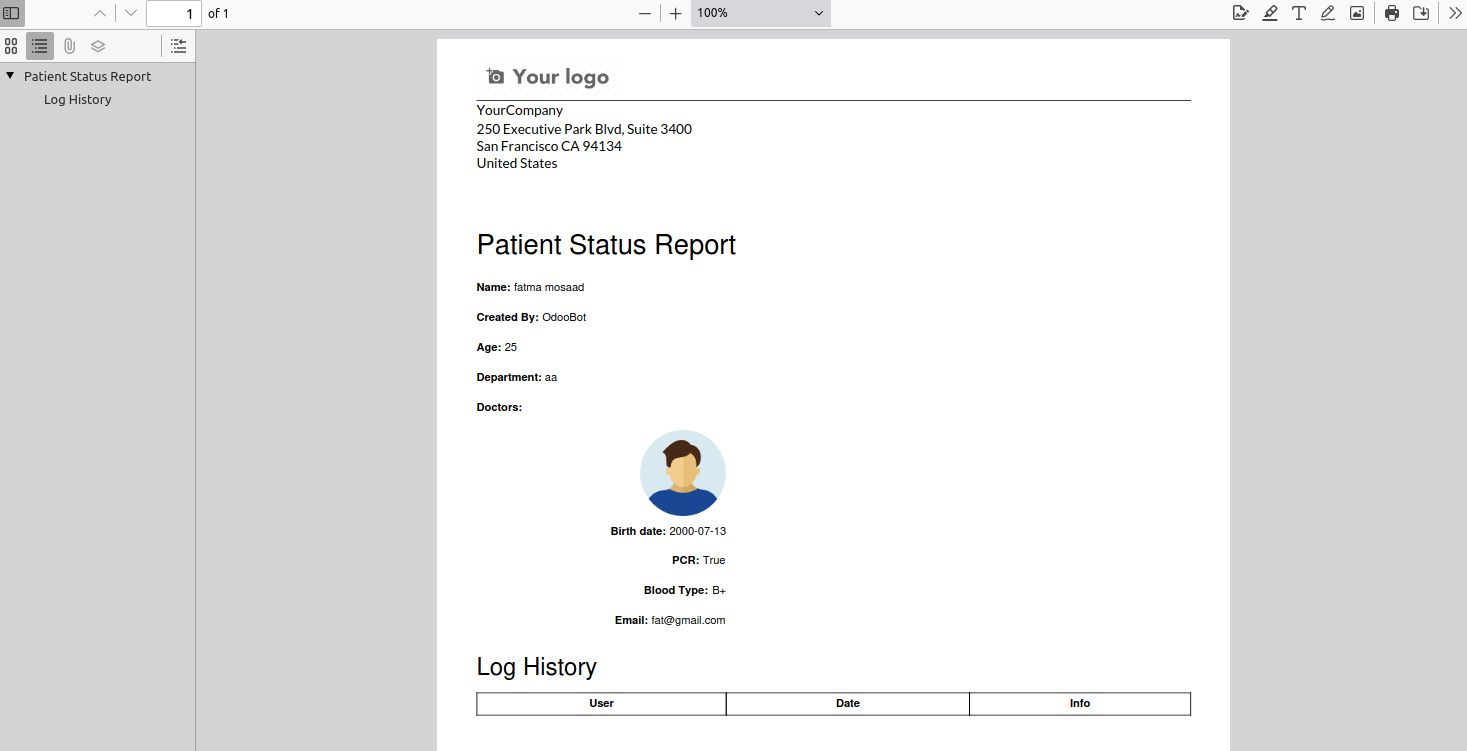 1 of 1
100%
Patient Status Report
Log History
Your logo
YourCompany
250 Executive Park Blvd, Suite 3400
San Francisco CA 94134
United States
Patient Status Report
Name: fatma mosaad
Created By: OdooBot
Age: 25
Department: aa
Doctors:
Birth date: 2000-07-13
PCR: True
Blood Type: B+
Email: fat@gmail.com
Log History
User Date Info